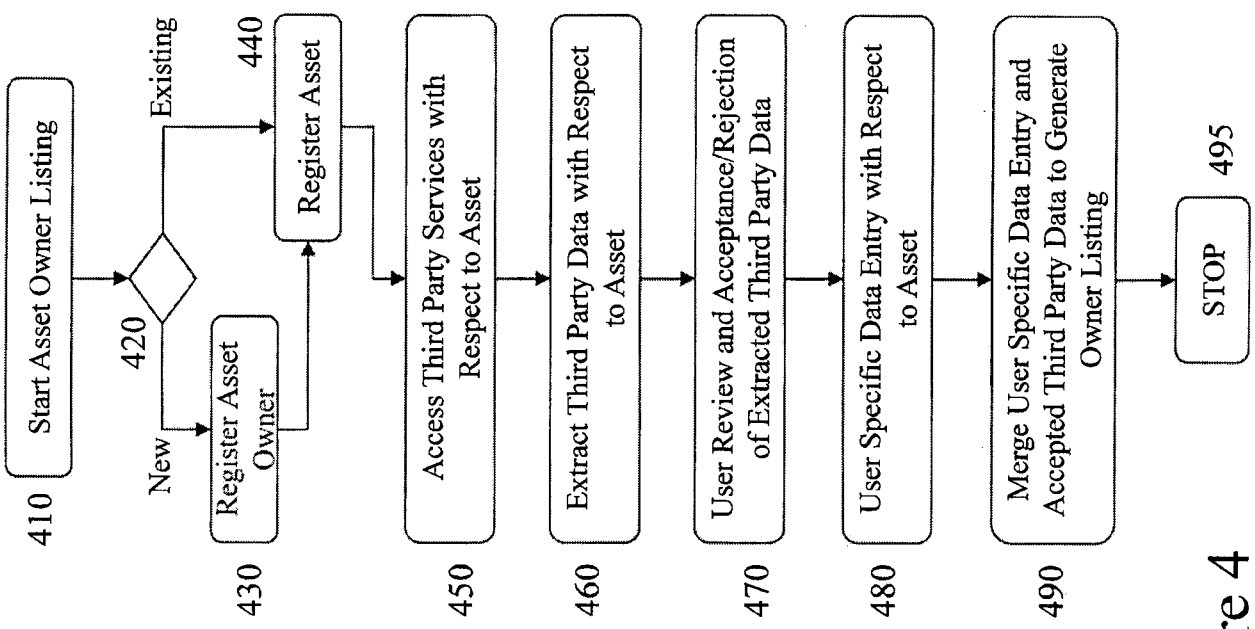 410
Start Asset Owner Listing
420
New
Existing
430
Register Asset
Owner
440
Register Asset
450
Access Third Party Services with
Respect to Asset
460
Extract Third Party Data with Respect
to Asset
470
User Review and Acceptance/Rejection
of Extracted Third Party Data
480
User Specific Data Entry with Respect
to Asset
490
Merge User Specific Data Entry and
Accepted Third Party Data to Generate
Owner Listing
STOP
495
re 4